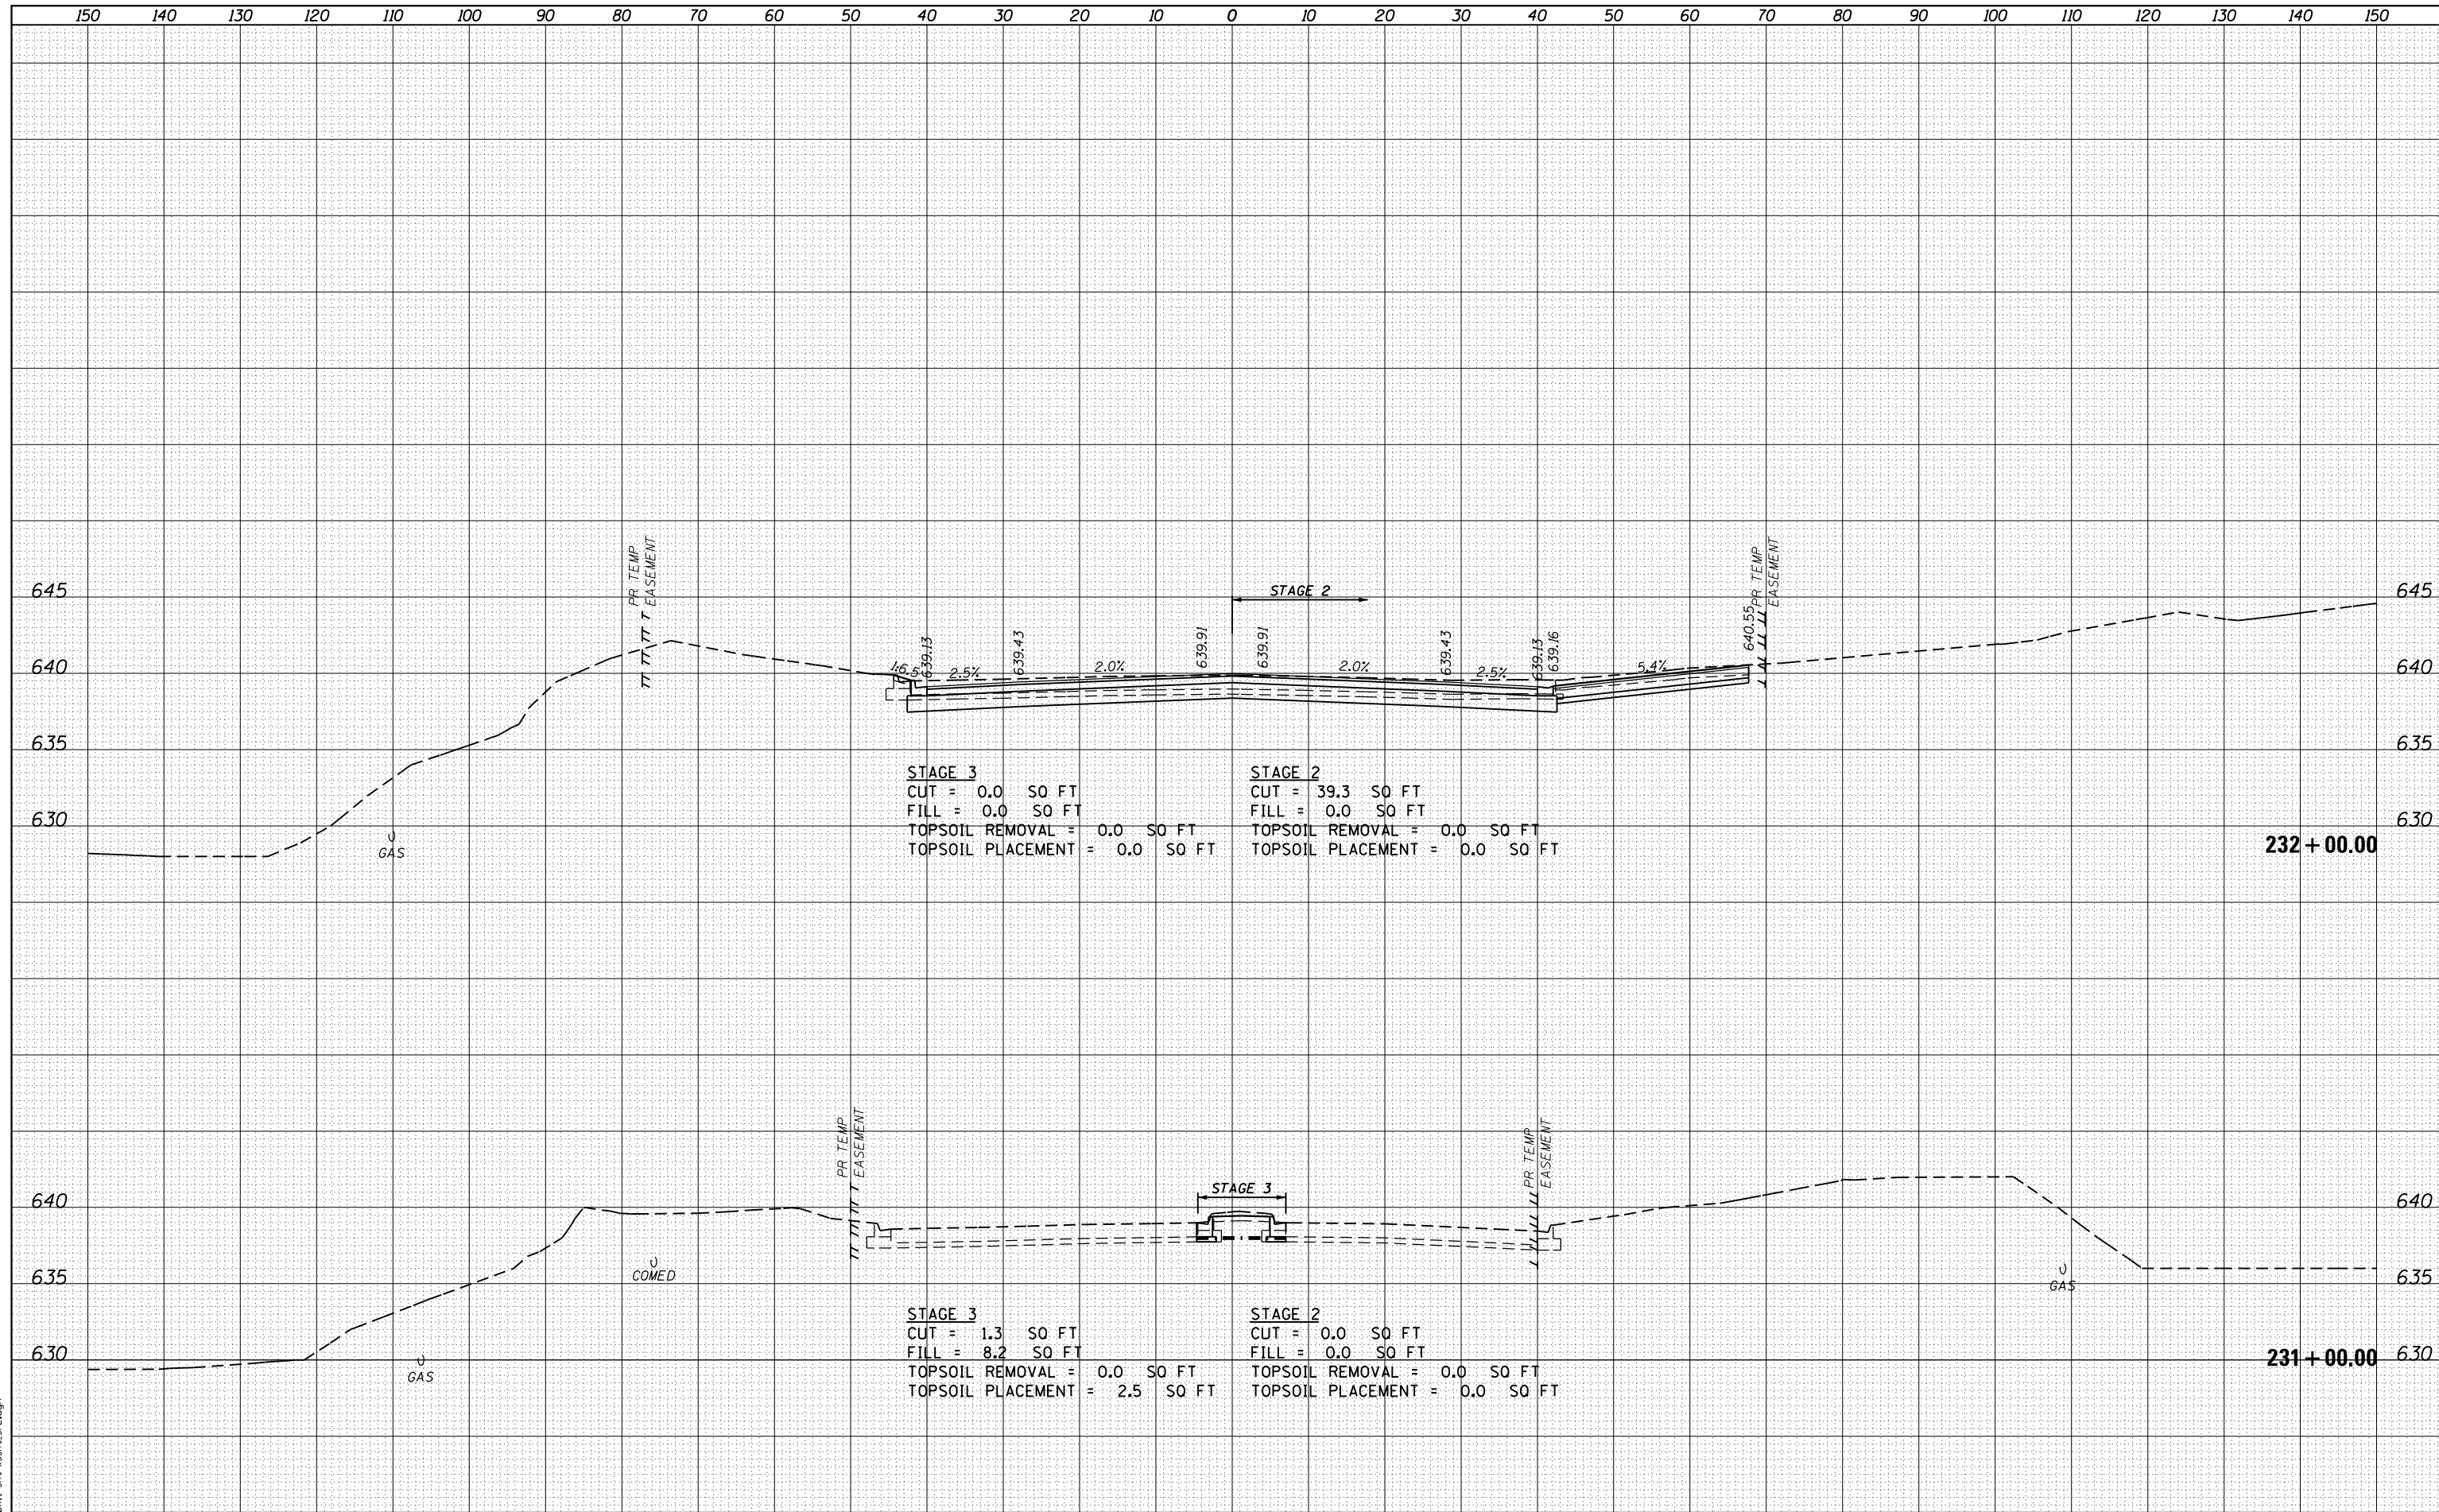 150 140 130 120 110 100 90 80 70 60 50 40 30 20 10 0 10 20 30 40 50 60 70 80 90 100 110 120 130 140 150
PR TEMP
EASEMENT
PR TEMP
EASEMENT
645 STAGE 2 645
640 1:6.5 639.13 2.5% 639.43 2.0% 639.91 639.91 2.0% 639.43 2.5% 639.13 639.16 5.4% 640.55 640
635 635
STAGE 3
CUT = 0.0 SQ FT
FILL = 0.0 SQ FT
TOPSOIL REMOVAL = 0.0 SQ FT
TOPSOIL PLACEMENT = 0.0 SQ FT
STAGE 2
CUT = 39.3 SQ FT
FILL = 0.0 SQ FT
TOPSOIL REMOVAL = 0.0 SQ FT
TOPSOIL PLACEMENT = 0.0 SQ FT
630 630
GAS
232+00.00
PR TEMP
EASEMENT
PR TEMP
EASEMENT
STAGE 3
640 640
COMED
635 635
GAS
STAGE 3
CUT = 1.3 SQ FT
FILL = 8.2 SQ FT
TOPSOIL REMOVAL = 0.0 SQ FT
TOPSOIL PLACEMENT = 2.5 SQ FT
STAGE 2
CUT = 0.0 SQ FT
FILL = 0.0 SQ FT
TOPSOIL REMOVAL = 0.0 SQ FT
TOPSOIL PLACEMENT = 0.0 SQ FT
630 231+00.00 630
GAS